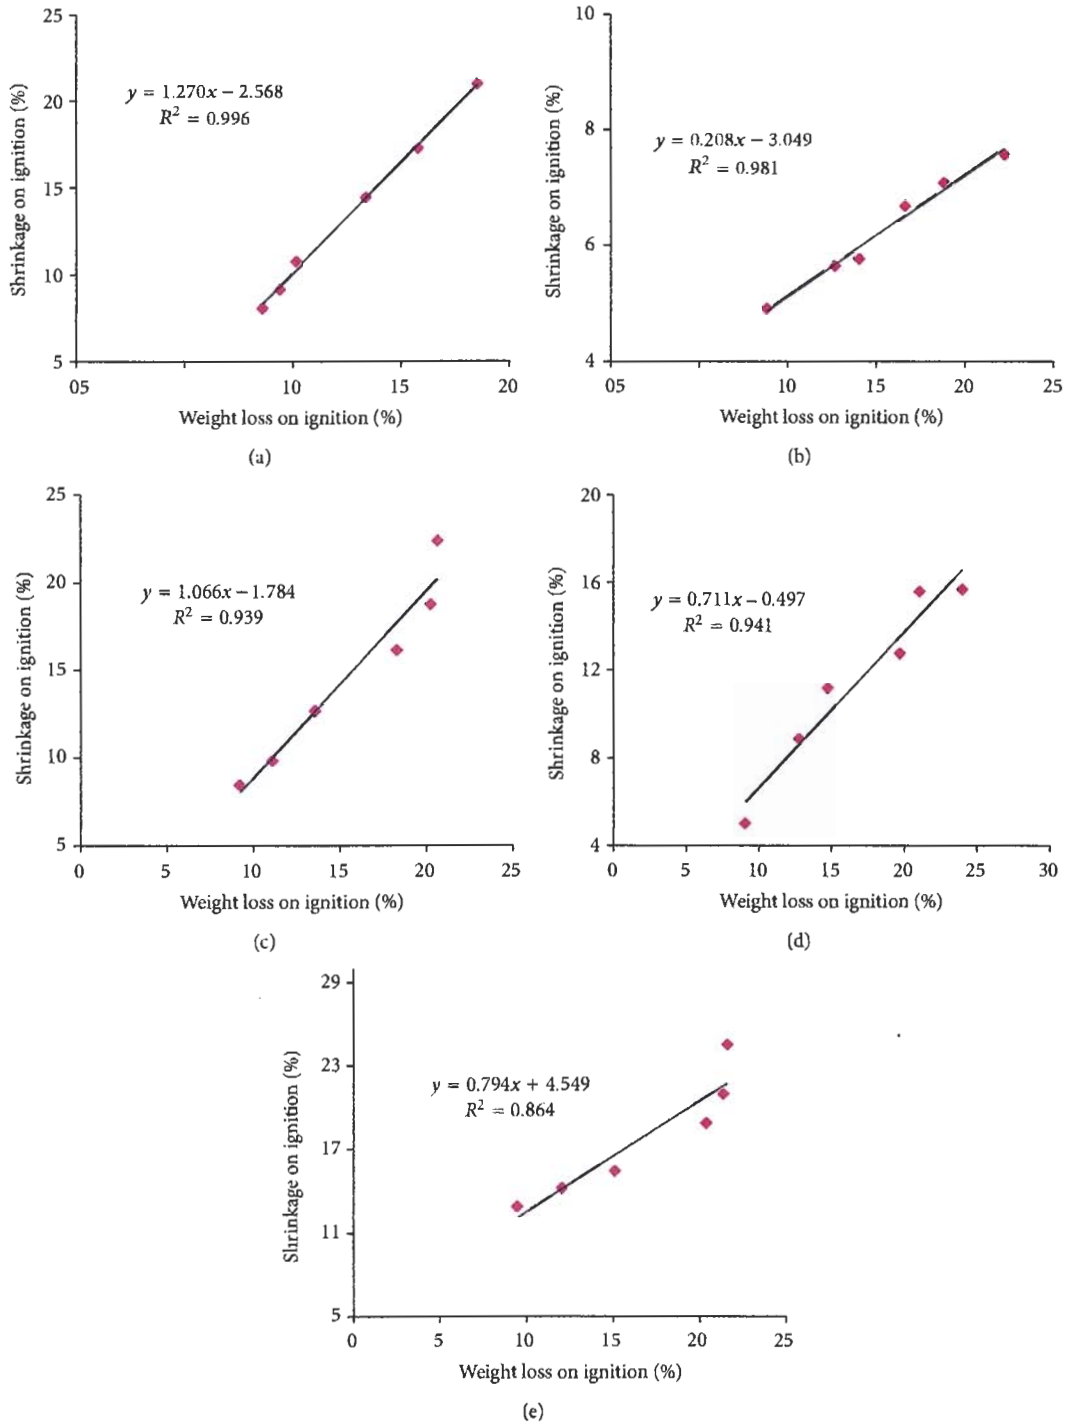 25
20
15
10
5
Shrinkage on ignition (%)
y = 1.270x − 2.568
R² = 0.996
05 10 15 20
Weight loss on ignition (%)
(a)
10
8
6
4
Shrinkage on ignition (%)
y = 0.208x − 3.049
R² = 0.981
05 10 15 20 25
Weight loss on ignition (%)
(b)
25
20
15
10
5
Shrinkage on ignition (%)
y = 1.066x − 1.784
R² = 0.939
0 5 10 15 20 25
Weight loss on ignition (%)
(c)
20
16
12
8
4
Shrinkage on ignition (%)
y = 0.711x − 0.497
R² = 0.941
0 5 10 15 20 25 30
Weight loss on ignition (%)
(d)
29
23
17
11
5
Shrinkage on ignition (%)
y = 0.794x + 4.549
R² = 0.864
0 5 10 15 20 25
Weight loss on ignition (%)
(e)